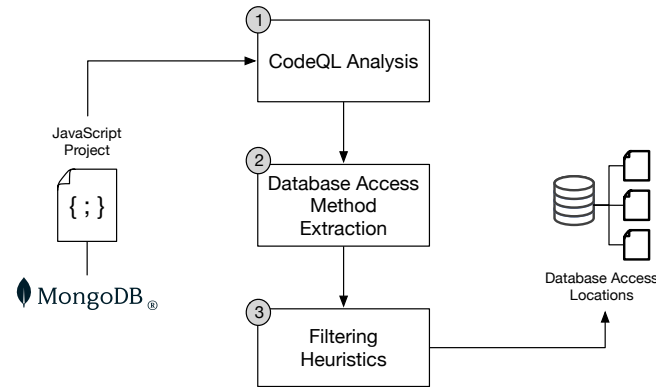 1
CodeQL Analysis
JavaScript
Project
{ ; }
MongoDB ®
2
Database Access
Method
Extraction
3
Filtering
Heuristics
Database Access
Locations